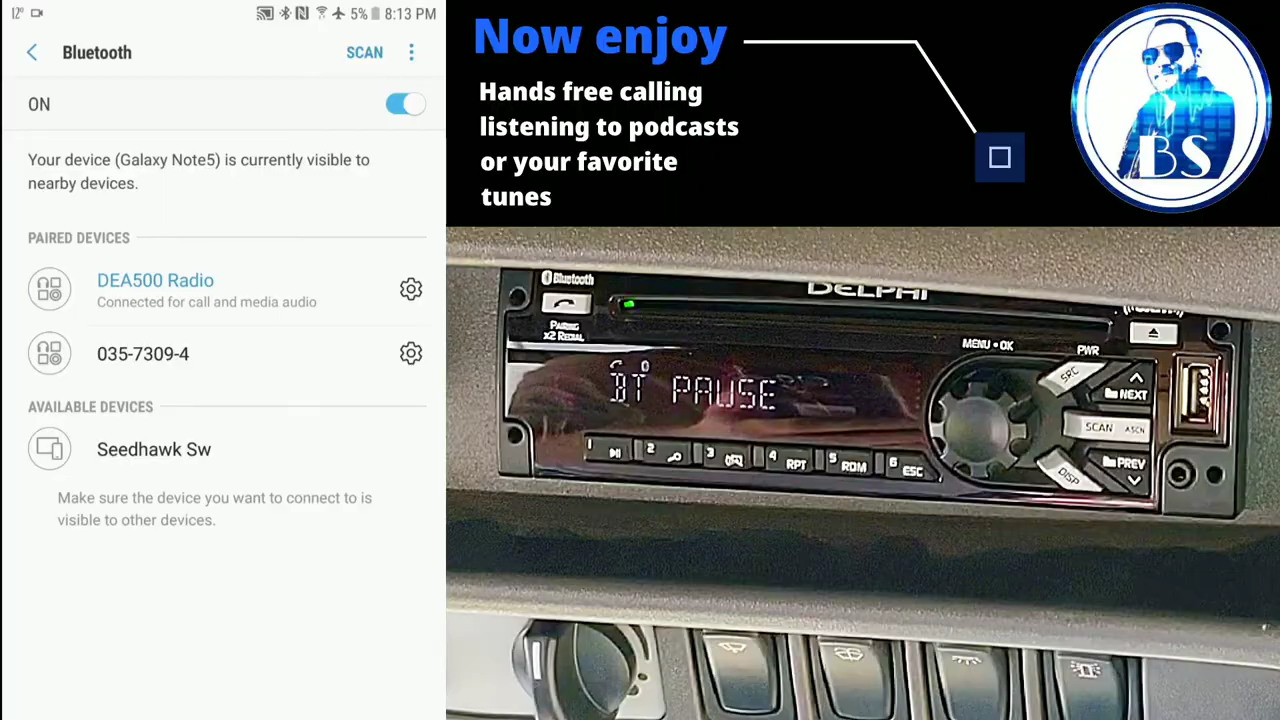 12°
5% 8:13 PM
Bluetooth
SCAN
ON
Your device (Galaxy Note5) is currently visible to
nearby devices.
PAIRED DEVICES
DEA500 Radio
Connected for call and media audio
035-7309-4
AVAILABLE DEVICES
Seedhawk Sw
Make sure the device you want to connect to is
visible to other devices.
Now enjoy
Hands free calling
listening to podcasts
or your favorite
tunes
BS
Bluetooth
DELPHI
PAIRING
X2 REDIAL
MENU • OK
PWR
SRC
NEXT
BT PAUSE
SCAN ASCN
1
2
3
4 RPT
5 RDM
6 ESC
DISP
PREV